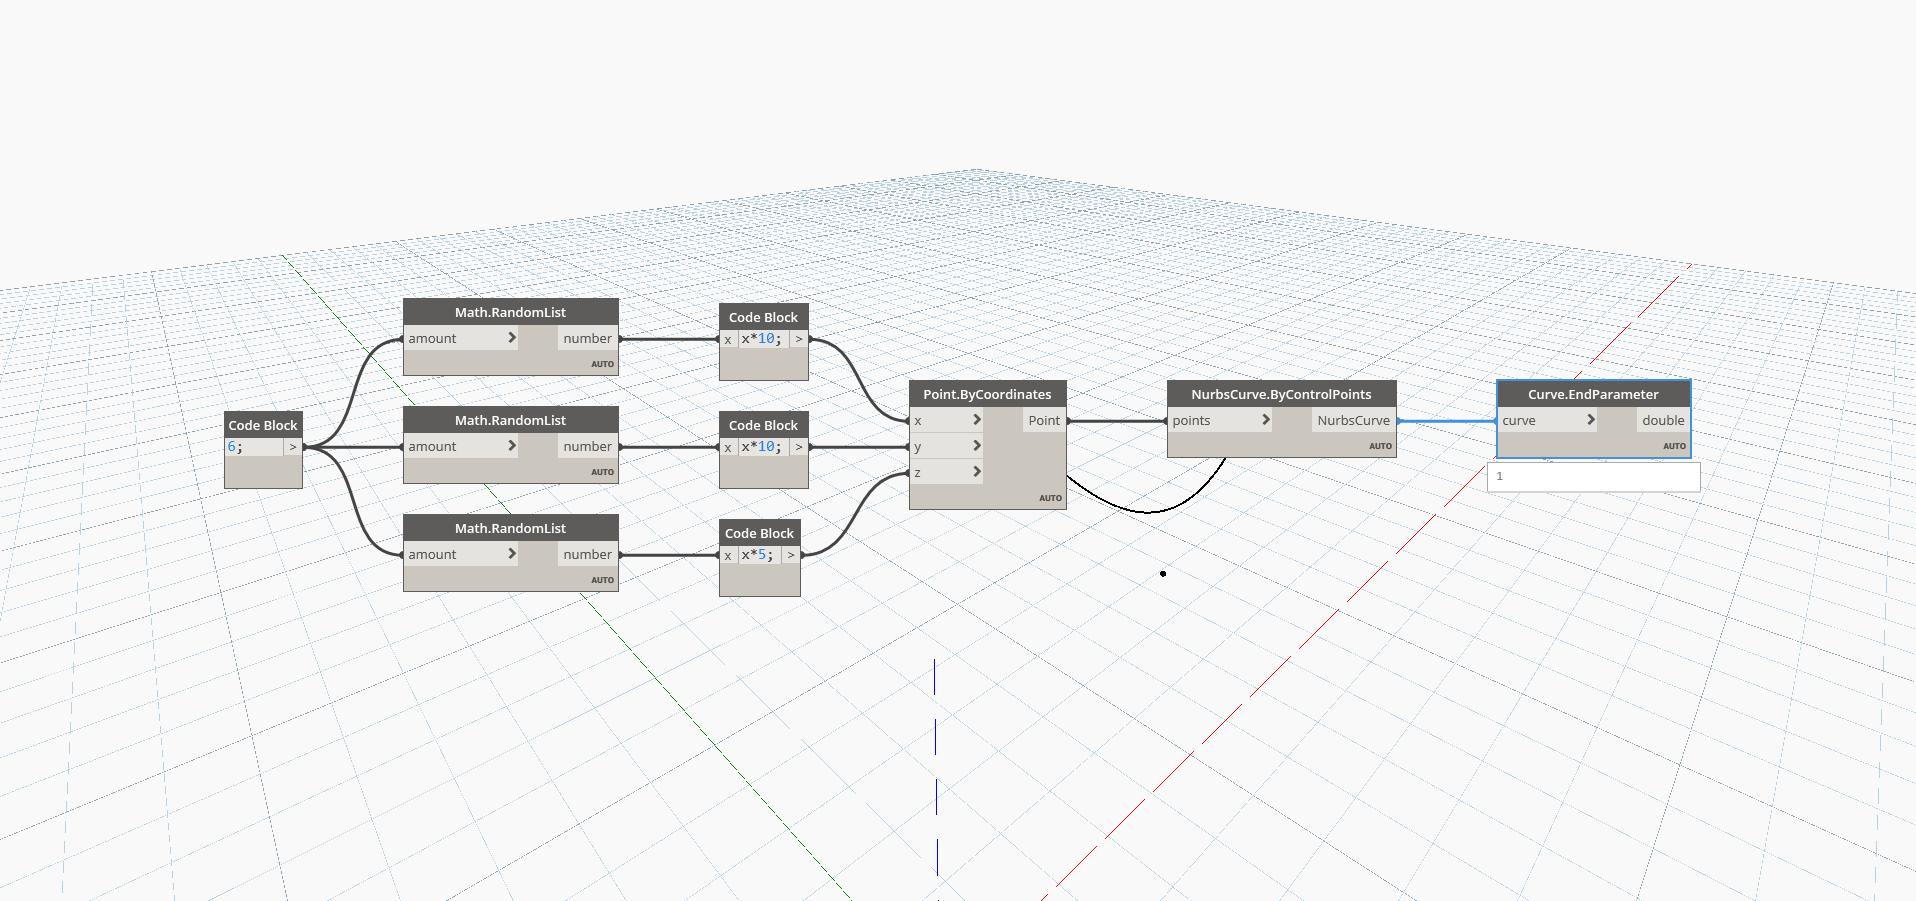 Code Block
6; >
Math.RandomList
amount > number
AUTO
Math.RandomList
amount > number
AUTO
Math.RandomList
amount > number
AUTO
Code Block
x x*10; >
Code Block
x x*10; >
Code Block
x x*5; >
Point.ByCoordinates
x > Point
y >
z >
AUTO
NurbsCurve.ByControlPoints
points > NurbsCurve
AUTO
Curve.EndParameter
curve > double
AUTO
1